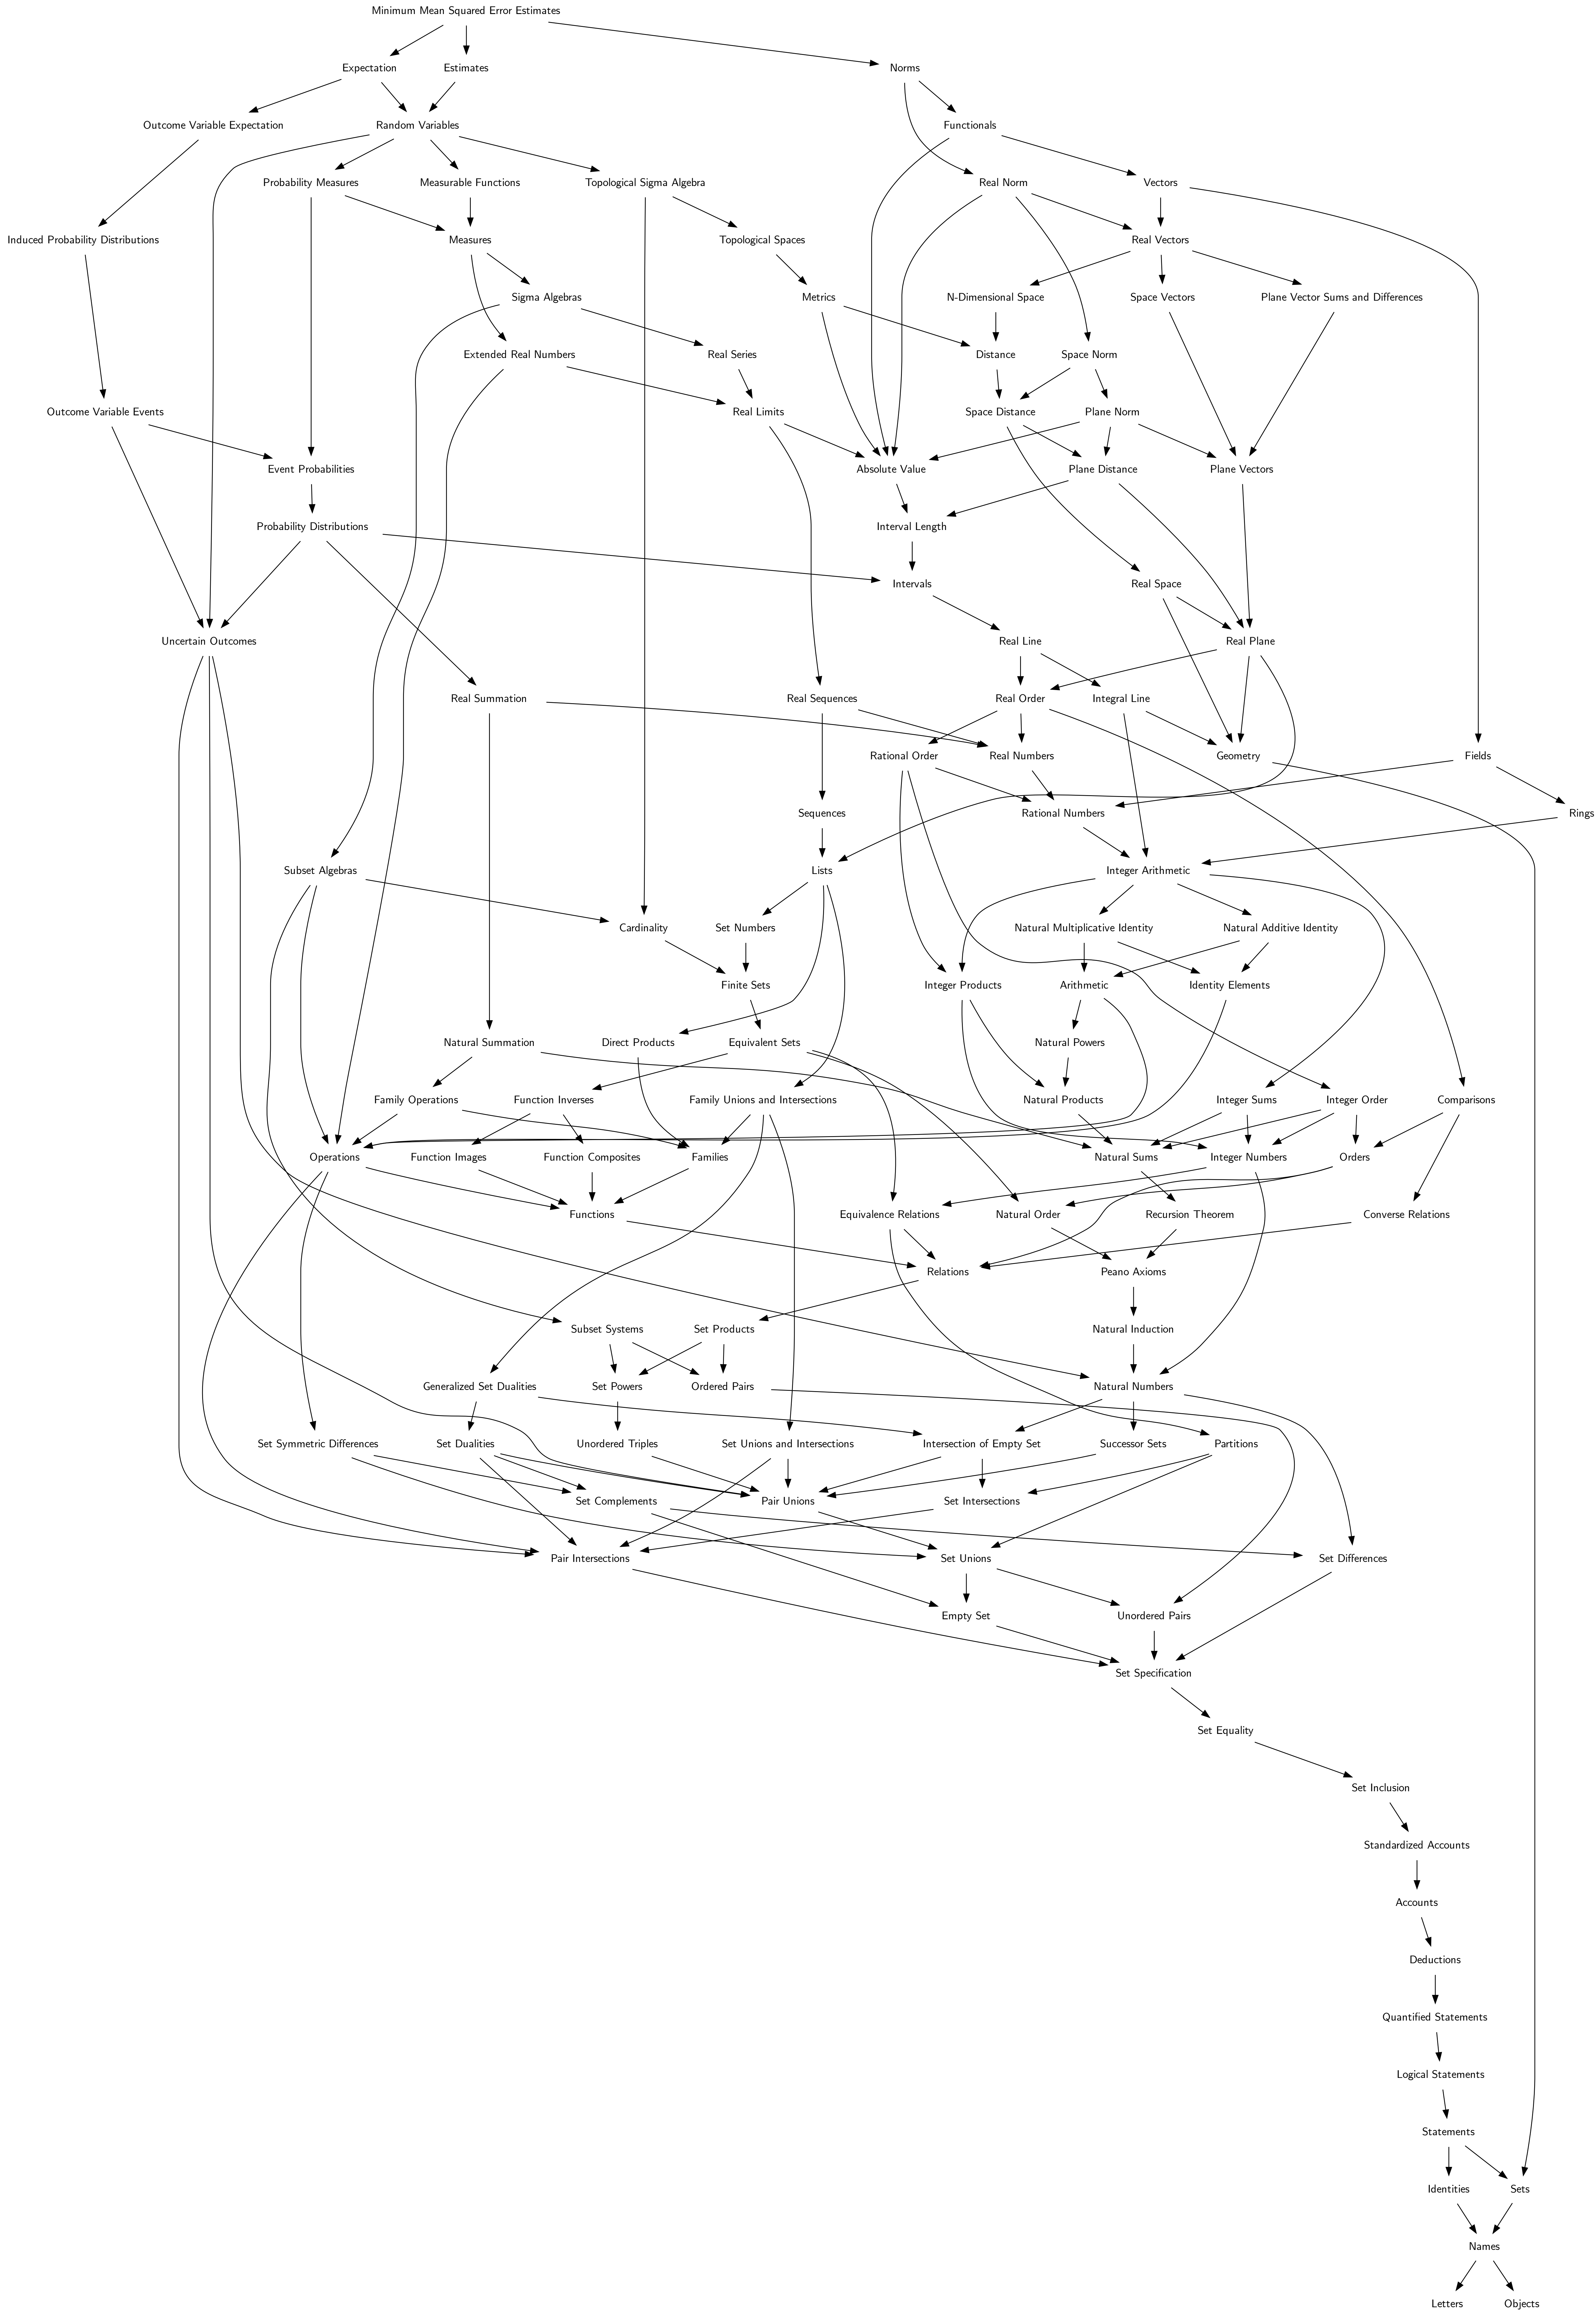 Minimum Mean Squared Error Estimates
Expectation
Estimates
Norms
Outcome Variable Expectation
Random Variables
Functionals
Probability Measures
Measurable Functions
Topological Sigma Algebra
Real Norm
Vectors
Induced Probability Distributions
Measures
Topological Spaces
Real Vectors
Sigma Algebras
Metrics
N-Dimensional Space
Space Vectors
Plane Vector Sums and Differences
Extended Real Numbers
Real Series
Distance
Space Norm
Outcome Variable Events
Real Limits
Space Distance
Plane Norm
Event Probabilities
Absolute Value
Plane Distance
Plane Vectors
Probability Distributions
Interval Length
Intervals
Real Space
Uncertain Outcomes
Real Line
Real Plane
Real Summation
Real Sequences
Real Order
Integral Line
Rational Order
Real Numbers
Geometry
Fields
Sequences
Rational Numbers
Rings
Subset Algebras
Lists
Integer Arithmetic
Cardinality
Set Numbers
Natural Multiplicative Identity
Natural Additive Identity
Finite Sets
Integer Products
Arithmetic
Identity Elements
Natural Summation
Direct Products
Equivalent Sets
Natural Powers
Family Operations
Function Inverses
Family Unions and Intersections
Natural Products
Integer Sums
Integer Order
Comparisons
Operations
Function Images
Function Composites
Families
Natural Sums
Integer Numbers
Orders
Functions
Equivalence Relations
Natural Order
Recursion Theorem
Converse Relations
Relations
Peano Axioms
Subset Systems
Set Products
Natural Induction
Generalized Set Dualities
Set Powers
Ordered Pairs
Natural Numbers
Set Symmetric Differences
Set Dualities
Unordered Triples
Set Unions and Intersections
Intersection of Empty Set
Successor Sets
Partitions
Set Complements
Pair Unions
Set Intersections
Pair Intersections
Set Unions
Set Differences
Empty Set
Unordered Pairs
Set Specification
Set Equality
Set Inclusion
Standardized Accounts
Accounts
Deductions
Quantified Statements
Logical Statements
Statements
Identities
Sets
Names
Letters
Objects